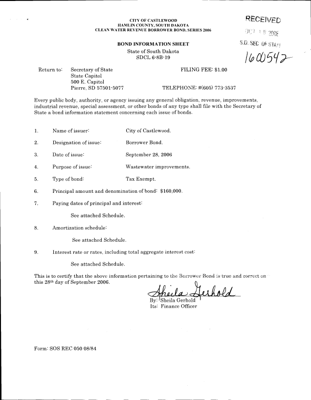 CITY OF CASTLEWOOD
HAMLIN COUNTY, SOUTH DAKOTA
CLEAN WATER REVENUE BORROWER BOND, SERIES 2006
RECEIVED
2006
S.D. SEC. OF STATE
1600542
BOND INFORMATION SHEET
State of South Dakota
SDCL 6-8B-19
Return to: Secretary of State FILING FEE: $1.00
State Capitol
500 E. Capitol
Pierre, SD 57501-5077 TELEPHONE: #(605) 773-3537
Every public body, authority, or agency issuing any general obligation, revenue, improvements,
industrial revenue, special assessment, or other bonds of any type shall file with the Secretary of
State a bond information statement concerning each issue of bonds.
1. Name of issuer: City of Castlewood.
2. Designation of issue: Borrower Bond.
3. Date of issue: September 28, 2006
4. Purpose of issue: Wastewater improvements.
5. Type of bond: Tax Exempt.
6. Principal amount and denomination of bond: $160,000.
7. Paying dates of principal and interest:
See attached Schedule.
8. Amortization schedule:
See attached Schedule.
9. Interest rate or rates, including total aggregate interest cost:
See attached Schedule.
This is to certify that the above information pertaining to the Borrower Bond is true and correct on
this 28th day of September 2006.
Sheila Gerhold
By: Sheila Gerhold
Its: Finance Officer
Form: SOS REC 050 08/84